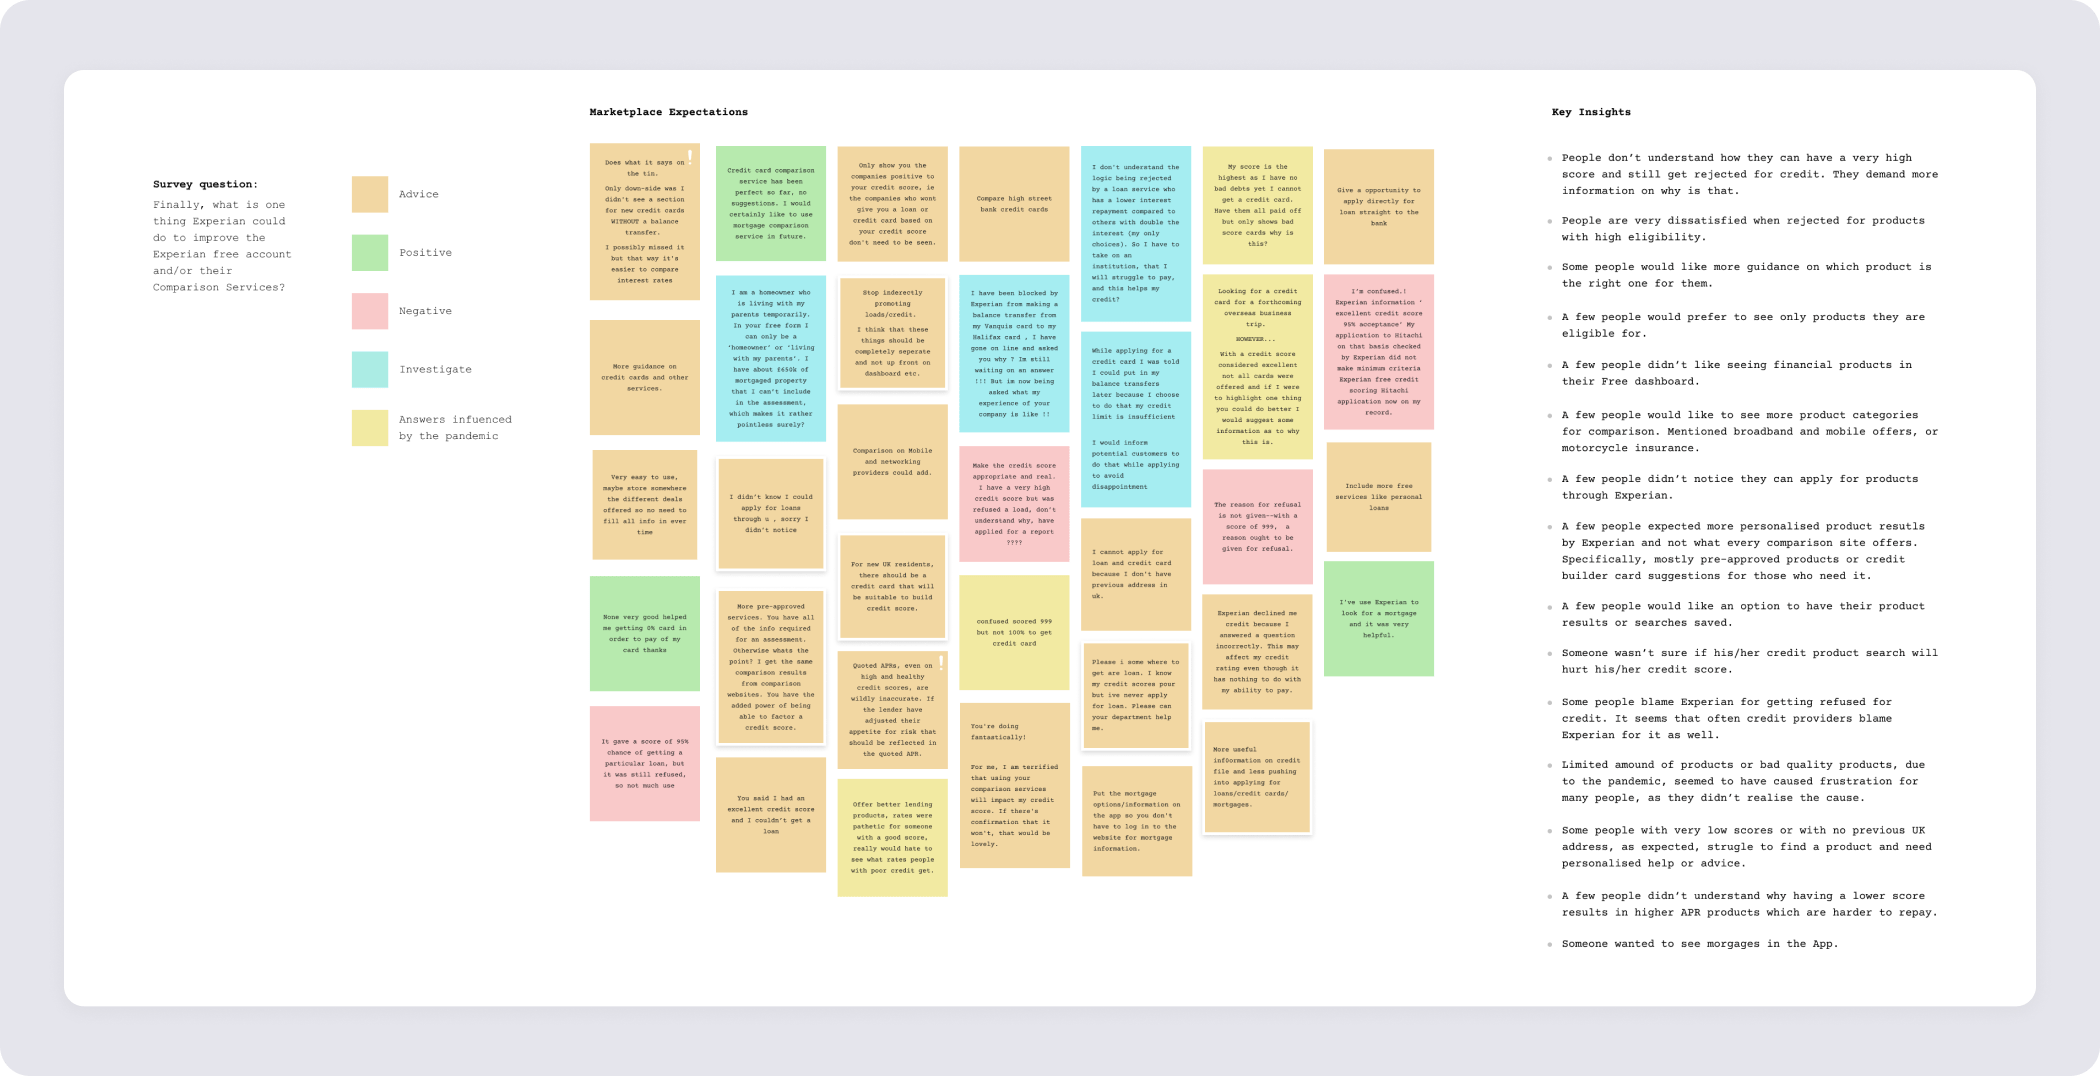 Marketplace Expectations
Key Insights
Survey question:
Finally, what is one
thing Experian could
do to improve the
Experian free account
and/or their
Comparison Services?
Advice
Positive
Negative
Investigate
Answers infuenced
by the pandemic
Does what it says on
the tin.
Only down-side was I
didn't see a section
for new credit cards
WITHOUT a balance
transfer.
I possibly missed it
but that way it's
easier to compare
interest rates
!
More guidance on
credit cards and other
services.
Very easy to use,
maybe store somewhere
the different deals
offered so no need to
fill all info in ever
time
None very good helped
me getting 0% card in
order to pay of my
card thanks
It gave a score of 95%
chance of getting a
particular loan, but
it was still refused,
so not much use
Credit card comparison
service has been
perfect so far, no
suggestions. I would
certainly like to use
mortgage comparison
service in future.
I am a homeowner who
is living with my
parents temporarily.
In your free form I
can only be a
'homeowner' or 'living
with my parents'. I
have about £650k of
mortgaged property
that I can't include
in the assessment,
which makes it rather
pointless surely?
I didn't know I could
apply for loans
through u , sorry I
didn't notice
More pre-approved
services. You have all
of the info required
for an assessment.
Otherwise whats the
point? I get the same
comparison results
from comparison
websites. You have the
added power of being
able to factor a
credit score.
You said I had an
excellent credit score
and I couldn't get a
loan
Only show you the
companies positive to
your credit score, ie
the companies who wont
give you a loan or
credit card based on
your credit score
don't need to be seen.
Stop inderectly
promoting
loads/credit.
I think that these
things should be
completely seperate
and not up front on
dashboard etc.
Comparison on Mobile
and networking
providers could add.
For new UK residents,
there should be a
credit card that will
be suitable to build
credit score.
Quoted APRs, even on
high and healthy
credit scores, are
wildly inaccurate. If
the lender have
adjusted their
appetite for risk that
should be reflected in
the quoted APR.
!
Offer better lending
products, rates were
pathetic for someone
with a good score,
really would hate to
see what rates people
with poor credit get.
Compare high street
bank credit cards
I have been blocked by
Experian from making a
balance transfer from
my Vanquis card to my
Halifax card , I have
gone on line and asked
you why ? Im still
waiting on an answer
!!! But im now being
asked what my
experience of your
company is like !!
Make the credit score
appropriate and real.
I have a very high
credit score but was
refused a load, don't
understand why, have
applied for a report
????
confused scored 999
but not 100% to get
credit card
You're doing
fantastically!
For me, I am terrified
that using your
comparison services
will impact my credit
score. If there's
confirmation that it
won't, that would be
lovely.
I don't understand the
logic being rejected
by a loan service who
has a lower interest
repayment compared to
others with double the
interest (my only
choices). So I have to
take on an
institution, that I
will struggle to pay,
and this helps my
credit?
While applying for a
credit card I was told
I could put in my
balance transfers
later because I choose
to do that my credit
limit is insufficient
I would inform
potential customers to
do that while applying
to avoid
disappointment
I cannot apply for
loan and credit card
because I don't have
previous address in
uk.
Please i some where to
get are loan. I know
my credit scores pour
but ive never apply
for loan. Please can
your department help
me.
Put the mortgage
options/information on
the app so you don't
have to log in to the
website for mortgage
information.
My score is the
highest as I have no
bad debts yet I cannot
get a credit card.
Have them all paid off
but only shows bad
score cards why is
this?
Looking for a credit
card for a forthcoming
overseas business
trip.
HOWEVER...
With a credit score
considered excellent
not all cards were
offered and if I were
to highlight one thing
you could do better I
would suggest some
information as to why
this is.
The reason for refusal
is not given--with a
score of 999, a
reason ought to be
given for refusal.
Experian declined me
credit because I
answered a question
incorrectly. This may
affect my credit
rating even though it
has nothing to do with
my ability to pay.
More useful
information on credit
file and less pushing
into applying for
loans/credit cards/
mortgages.
Give a opportunity to
apply directly for
loan straight to the
bank
I'm confused.!
Experian information '
excellent credit score
95% acceptance' My
application to Hitachi
on that basis checked
by Experian did not
make minimum criteria
Experian free credit
scoring Hitachi
application now on my
record.
Include more free
services like personal
loans
I've use Experian to
look for a mortgage
and it was very
helpful.
People don't understand how they can have a very high
score and still get rejected for credit. They demand more
information on why is that.
People are very dissatisfied when rejected for products
with high eligibility.
Some people would like more guidance on which product is
the right one for them.
A few people would prefer to see only products they are
eligible for.
A few people didn't like seeing financial products in
their Free dashboard.
A few people would like to see more product categories
for comparison. Mentioned broadband and mobile offers, or
motorcycle insurance.
A few people didn't notice they can apply for products
through Experian.
A few people expected more personalised product resutls
by Experian and not what every comparison site offers.
Specifically, mostly pre-approved products or credit
builder card suggestions for those who need it.
A few people would like an option to have their product
results or searches saved.
Someone wasn't sure if his/her credit product search will
hurt his/her credit score.
Some people blame Experian for getting refused for
credit. It seems that often credit providers blame
Experian for it as well.
Limited amount of products or bad quality products, due
to the pandemic, seemed to have caused frustration for
many people, as they didn't realise the cause.
Some people with very low scores or with no previous UK
address, as expected, strugle to find a product and need
personalised help or advice.
A few people didn't understand why having a lower score
results in higher APR products which are harder to repay.
Someone wanted to see morgages in the App.